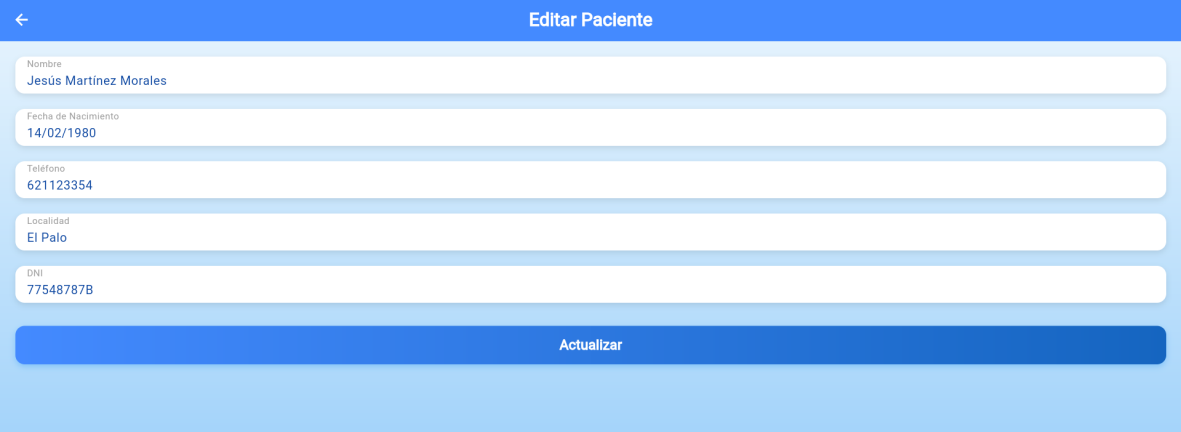 Editar Paciente
Nombre
Jesús Martínez Morales
Fecha de Nacimiento
14/02/1980
Teléfono
621123354
Localidad
El Palo
DNI
77548787B
Actualizar